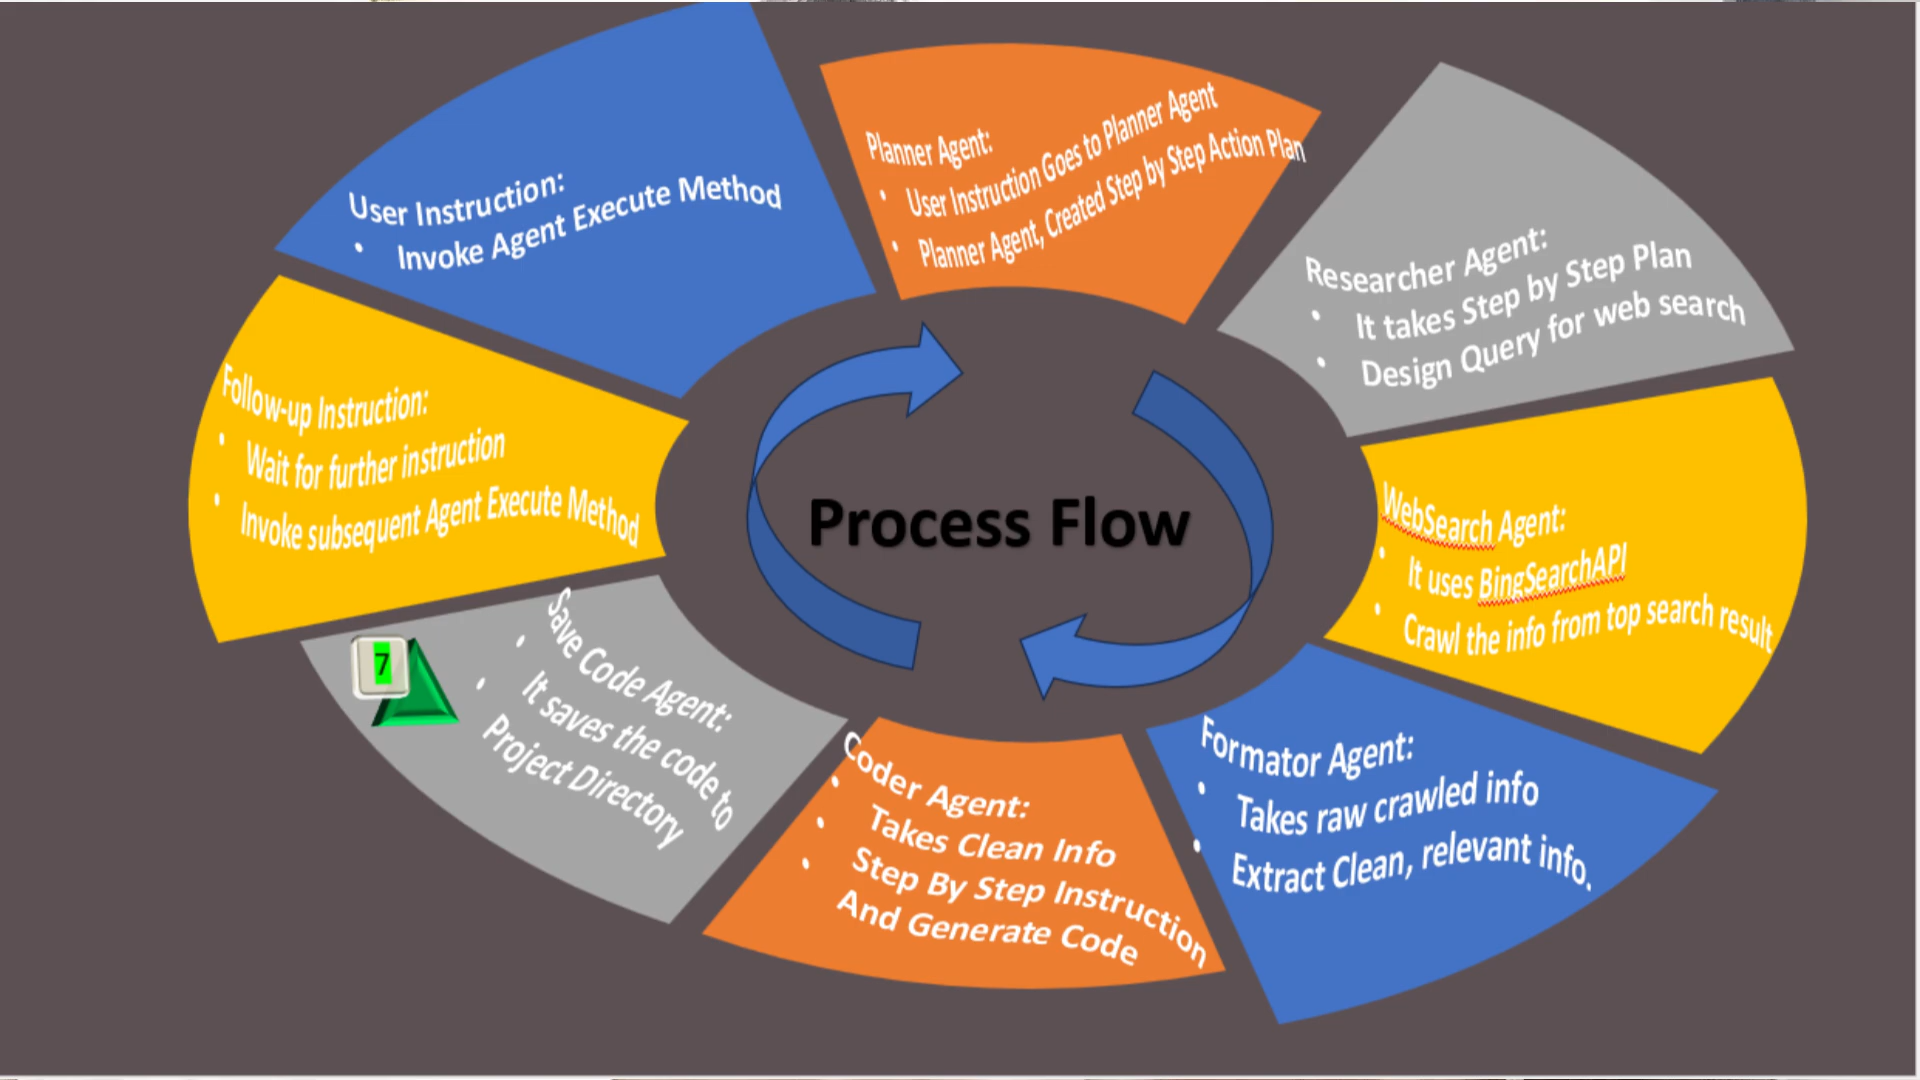 User Instruction:
• Invoke Agent Execute Method
Planner Agent:
• User Instruction Goes to Planner Agent
• Planner Agent, Created Step by Step Action Plan
Researcher Agent:
• It takes Step by Step Plan
• Design Query for web search
WebSearch Agent:
• It uses BingSearchAPI
• Crawl the info from top search result
Formator Agent:
• Takes raw crawled info
• Extract Clean, relevant info.
Coder Agent:
• Takes Clean Info
• Step By Step Instruction
• And Generate Code
Save Code Agent:
• It saves the code to
• Project Directory
7
Follow-up Instruction:
• Wait for further instruction
• Invoke subsequent Agent Execute Method
Process Flow